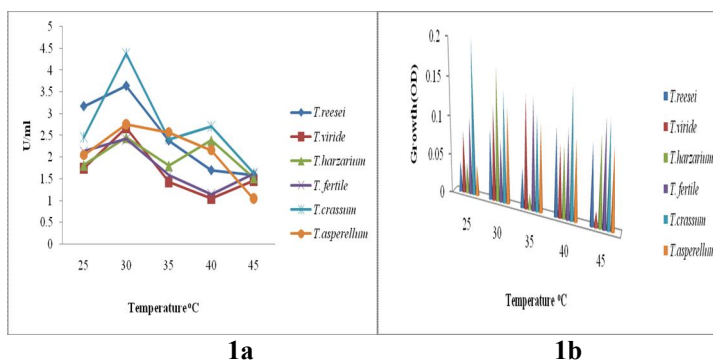 5
4.5
4
3.5
3
2.5
2
1.5
1
0.5
0
U/ml
25 30 35 40 45
Temperature ºC
T.reesei
T.viride
T.harzarium
T. fertile
T.crassum
T.asperellum
1a
0.2
0.15
0.1
0.05
0
Growth(OD)
25 30 35 40 45
Temperature ºC
T.reesei
T.viride
T.harzarium
T. fertile
T.crassum
T.asperellum
1b